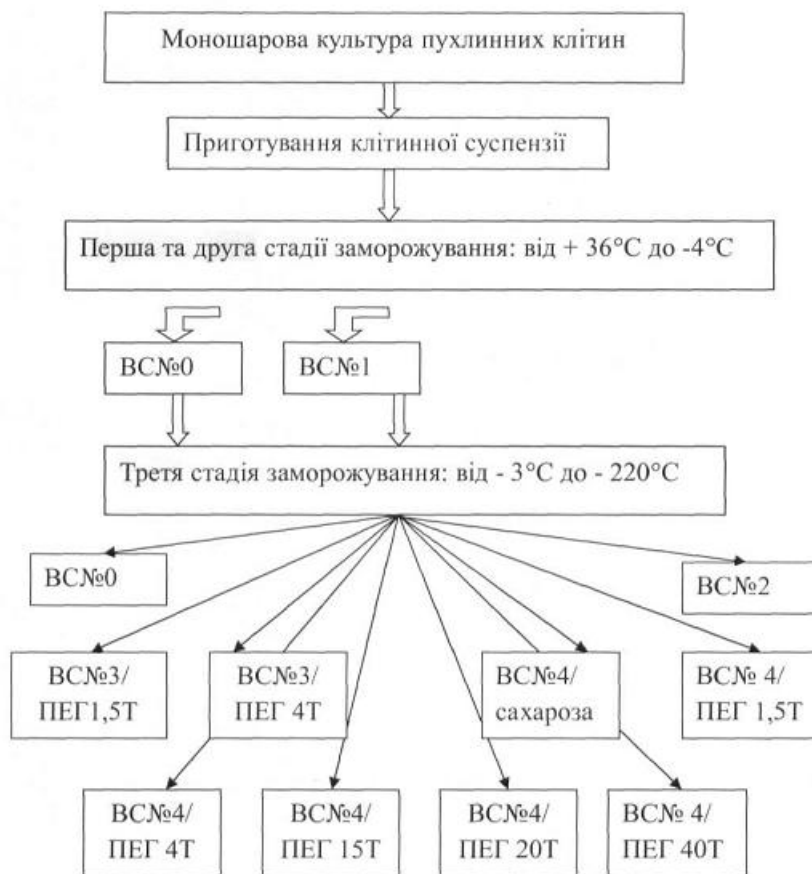 Моношарова культура пухлинних клітин
Приготування клітинної суспензії
Перша та друга стадії заморожування: від + 36°С до -4°С
ВС№0
ВС№1
Третя стадія заморожування: від - 3°С до - 220°С
ВС№0
ВС№2
ВС№3/
ПЕГ1,5Т
ВС№3/
ПЕГ 4Т
ВС№4/
сахароза
ВС№ 4/
ПЕГ 1,5Т
ВС№4/
ПЕГ 4Т
ВС№4/
ПЕГ 15Т
ВС№4/
ПЕГ 20Т
ВС№ 4/
ПЕГ 40Т